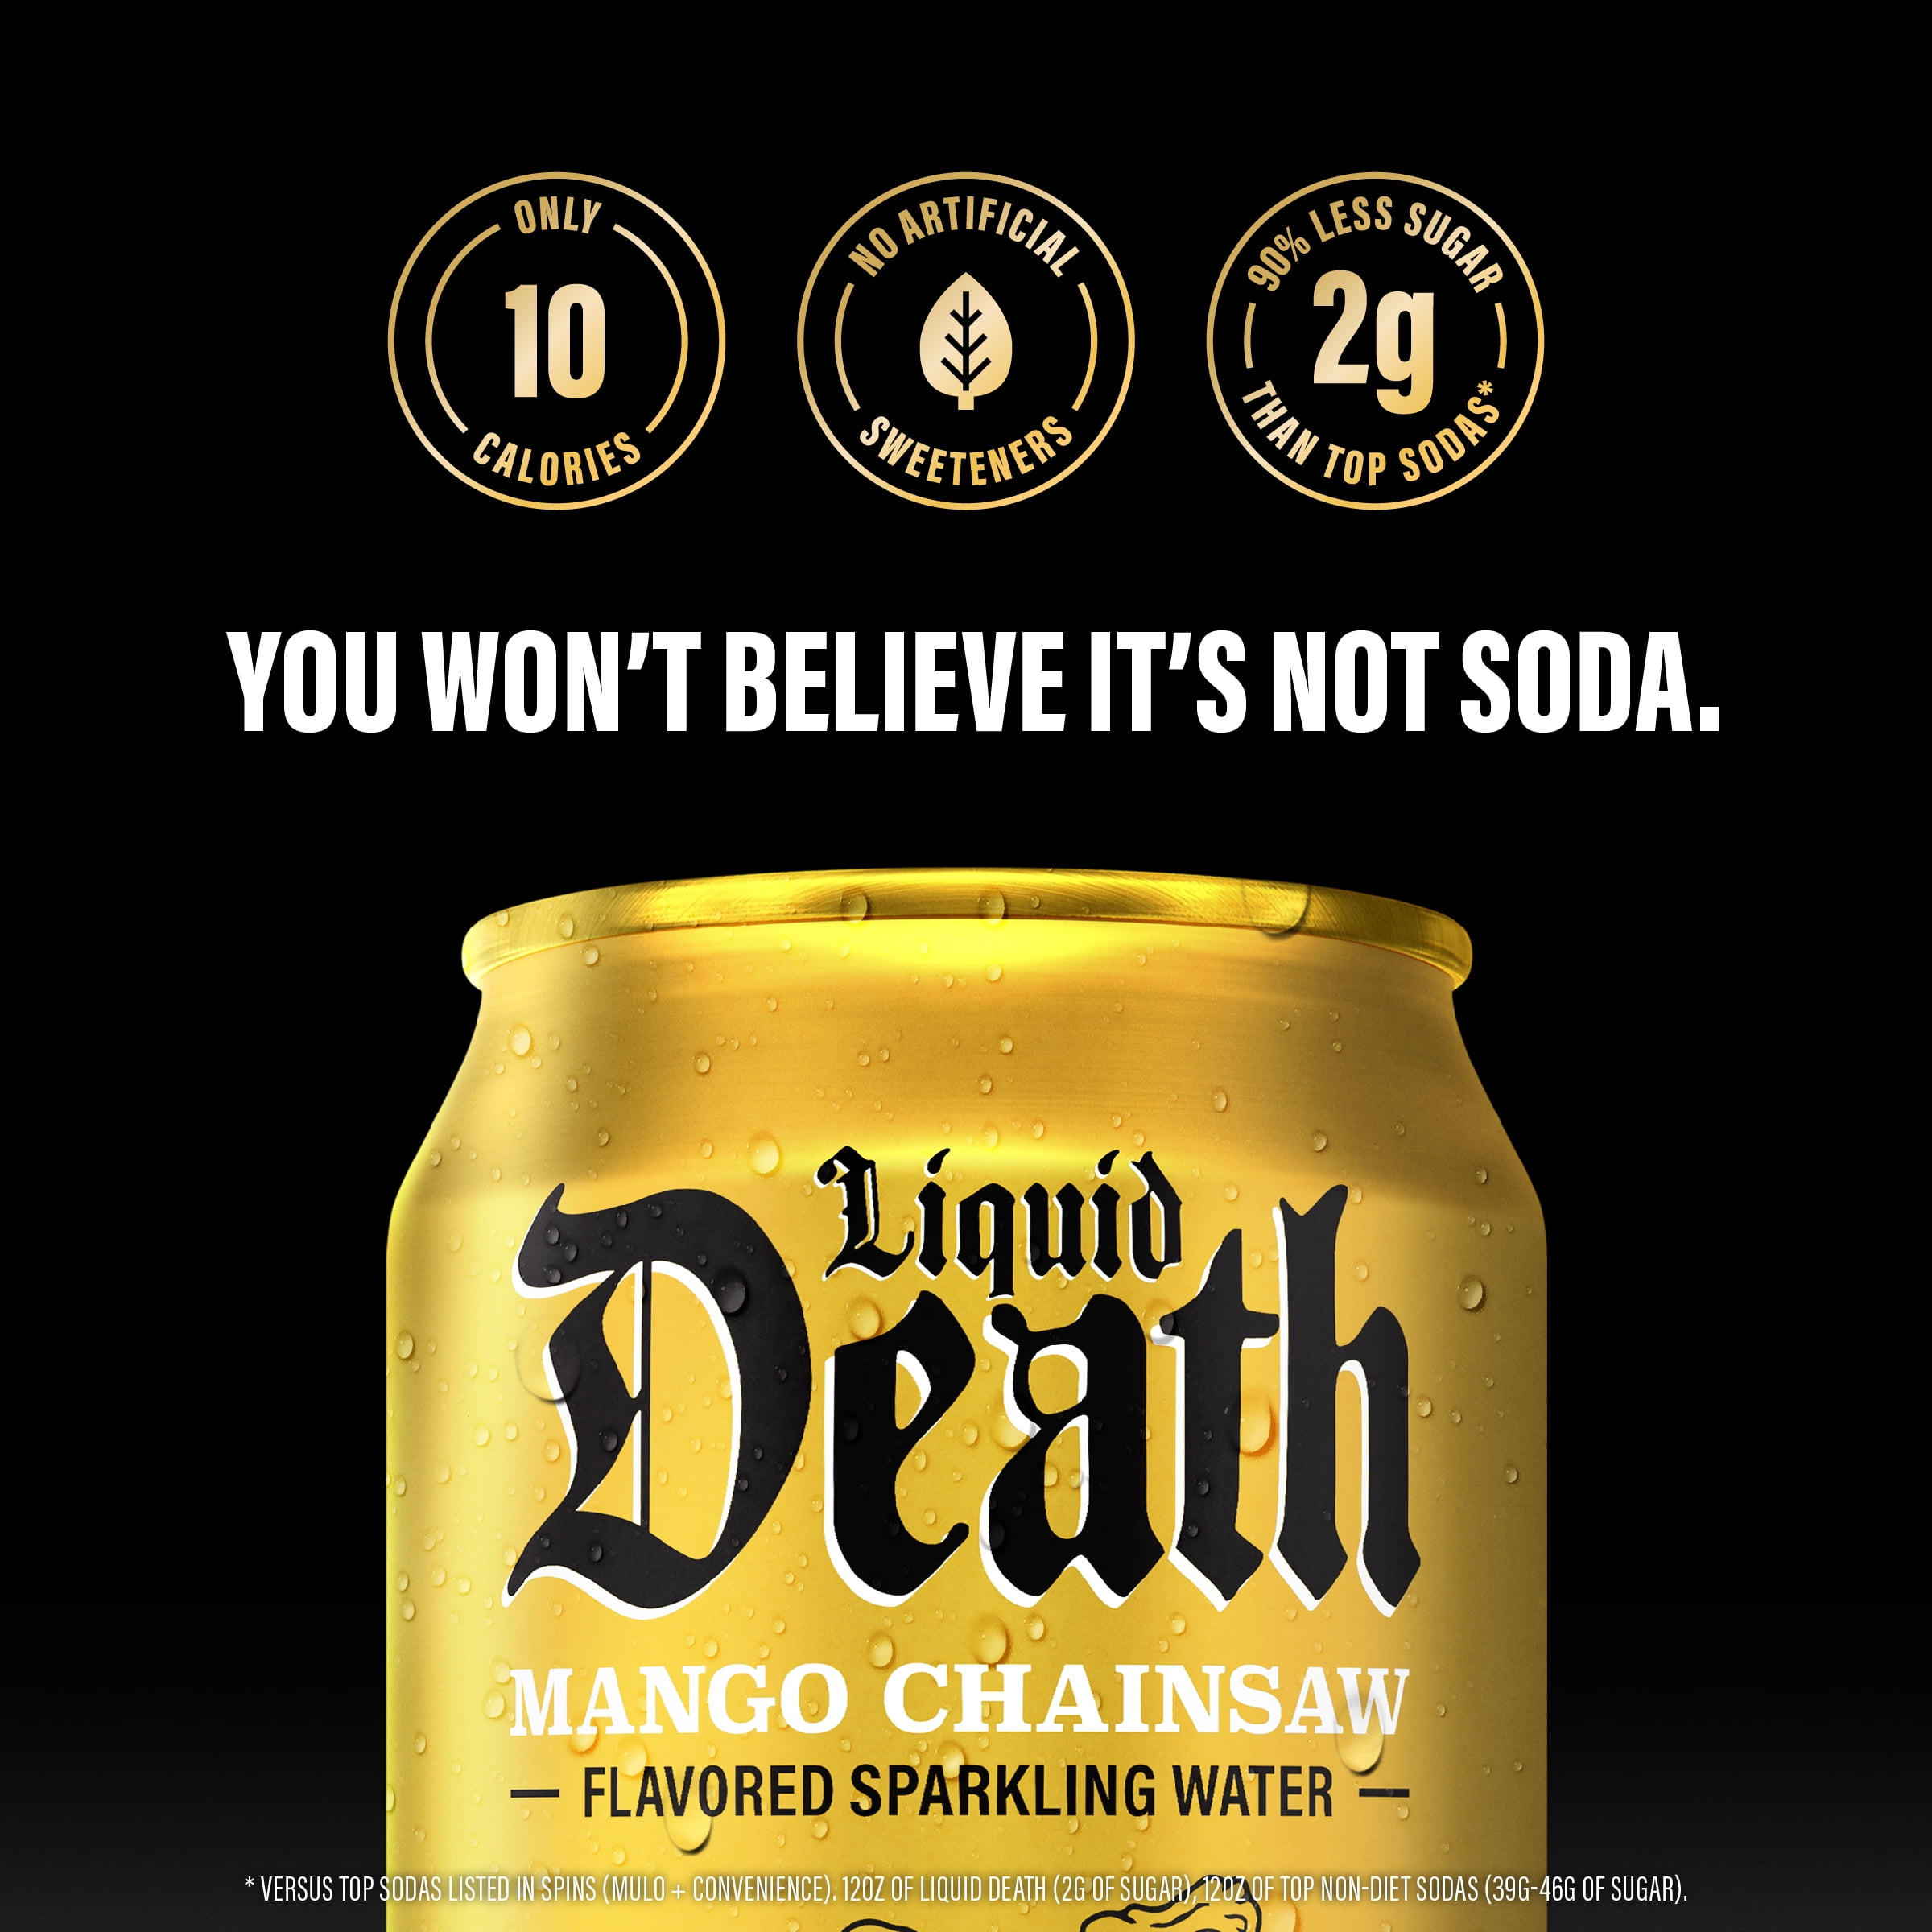 ONLY
10
CALORIES
NO ARTIFICIAL
SWEETENERS
90% LESS SUGAR
2g
THAN TOP SODAS*
YOU WON’T BELIEVE IT’S NOT SODA.
Liquid
Death
MANGO CHAINSAW
— FLAVORED SPARKLING WATER —
* VERSUS TOP SODAS LISTED IN SPINS (MULO + CONVENIENCE). 12OZ OF LIQUID DEATH (2G OF SUGAR), 12OZ OF TOP NON-DIET SODAS (39G-46G OF SUGAR).